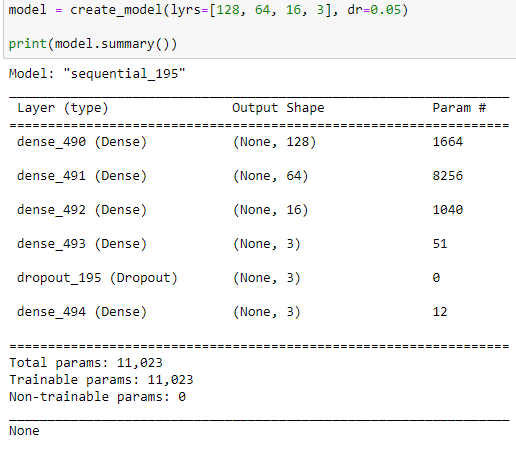 model = create_model(lyrs=[128, 64, 16, 3], dr=0.05)
print(model.summary())
Model: "sequential_195"
_________________________________________________________________
Layer (type) Output Shape Param #
=================================================================
dense_490 (Dense) (None, 128) 1664
dense_491 (Dense) (None, 64) 8256
dense_492 (Dense) (None, 16) 1040
dense_493 (Dense) (None, 3) 51
dropout_195 (Dropout) (None, 3) 0
dense_494 (Dense) (None, 3) 12
=================================================================
Total params: 11,023
Trainable params: 11,023
Non-trainable params: 0
_________________________________________________________________
None